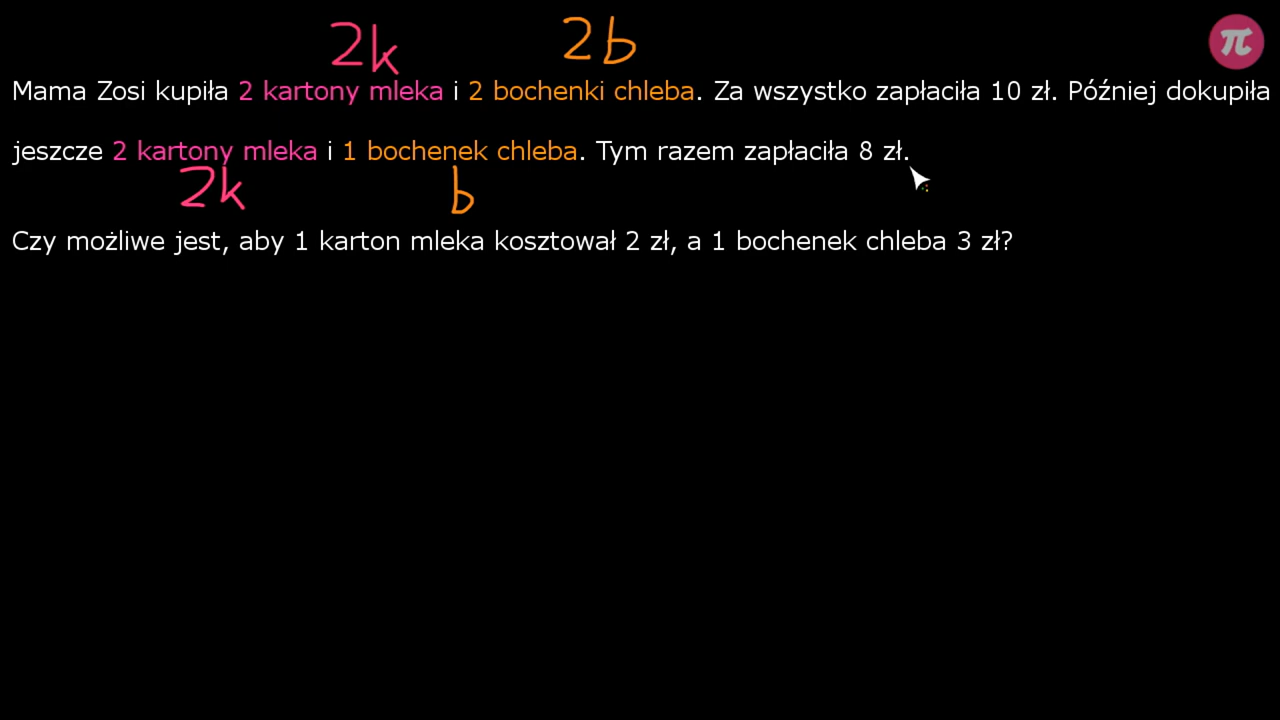 2k 2b
Mama Zosi kupiła 2 kartony mleka i 2 bochenki chleba. Za wszystko zapłaciła 10 zł. Później dokupiła
jeszcze 2 kartony mleka i 1 bochenek chleba. Tym razem zapłaciła 8 zł.
2k b
Czy możliwe jest, aby 1 karton mleka kosztował 2 zł, a 1 bochenek chleba 3 zł?
π